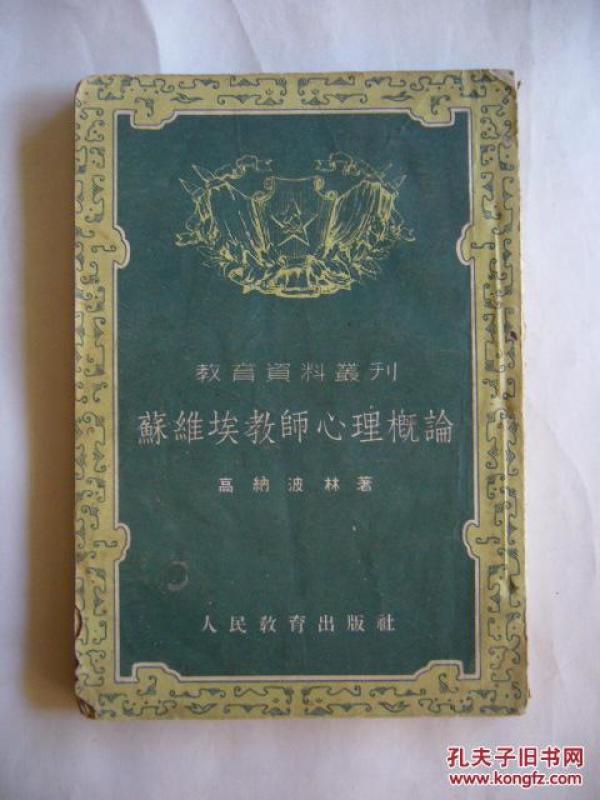 教育資料叢刊
蘇維埃教師心理概論
高納波林著
人民教育出版社
孔夫子旧书网
www.kongfz.com